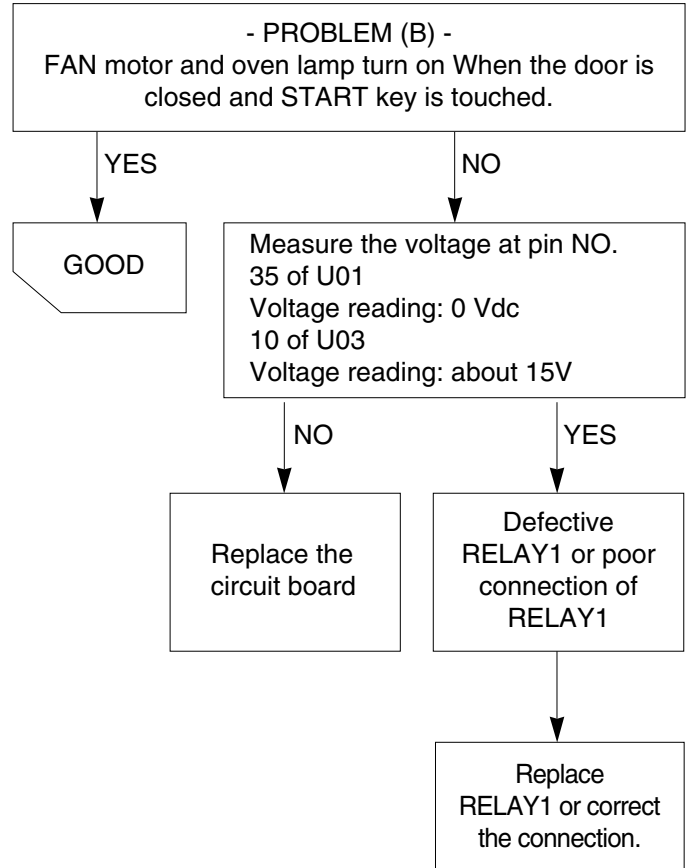 - PROBLEM (B) -
FAN motor and oven lamp turn on When the door is
closed and START key is touched.
YES
NO
GOOD
Measure the voltage at pin NO.
35 of U01
Voltage reading: 0 Vdc
10 of U03
Voltage reading: about 15V
NO
YES
Replace the
circuit board
Defective
RELAY1 or poor
connection of
RELAY1
Replace
RELAY1 or correct
the connection.